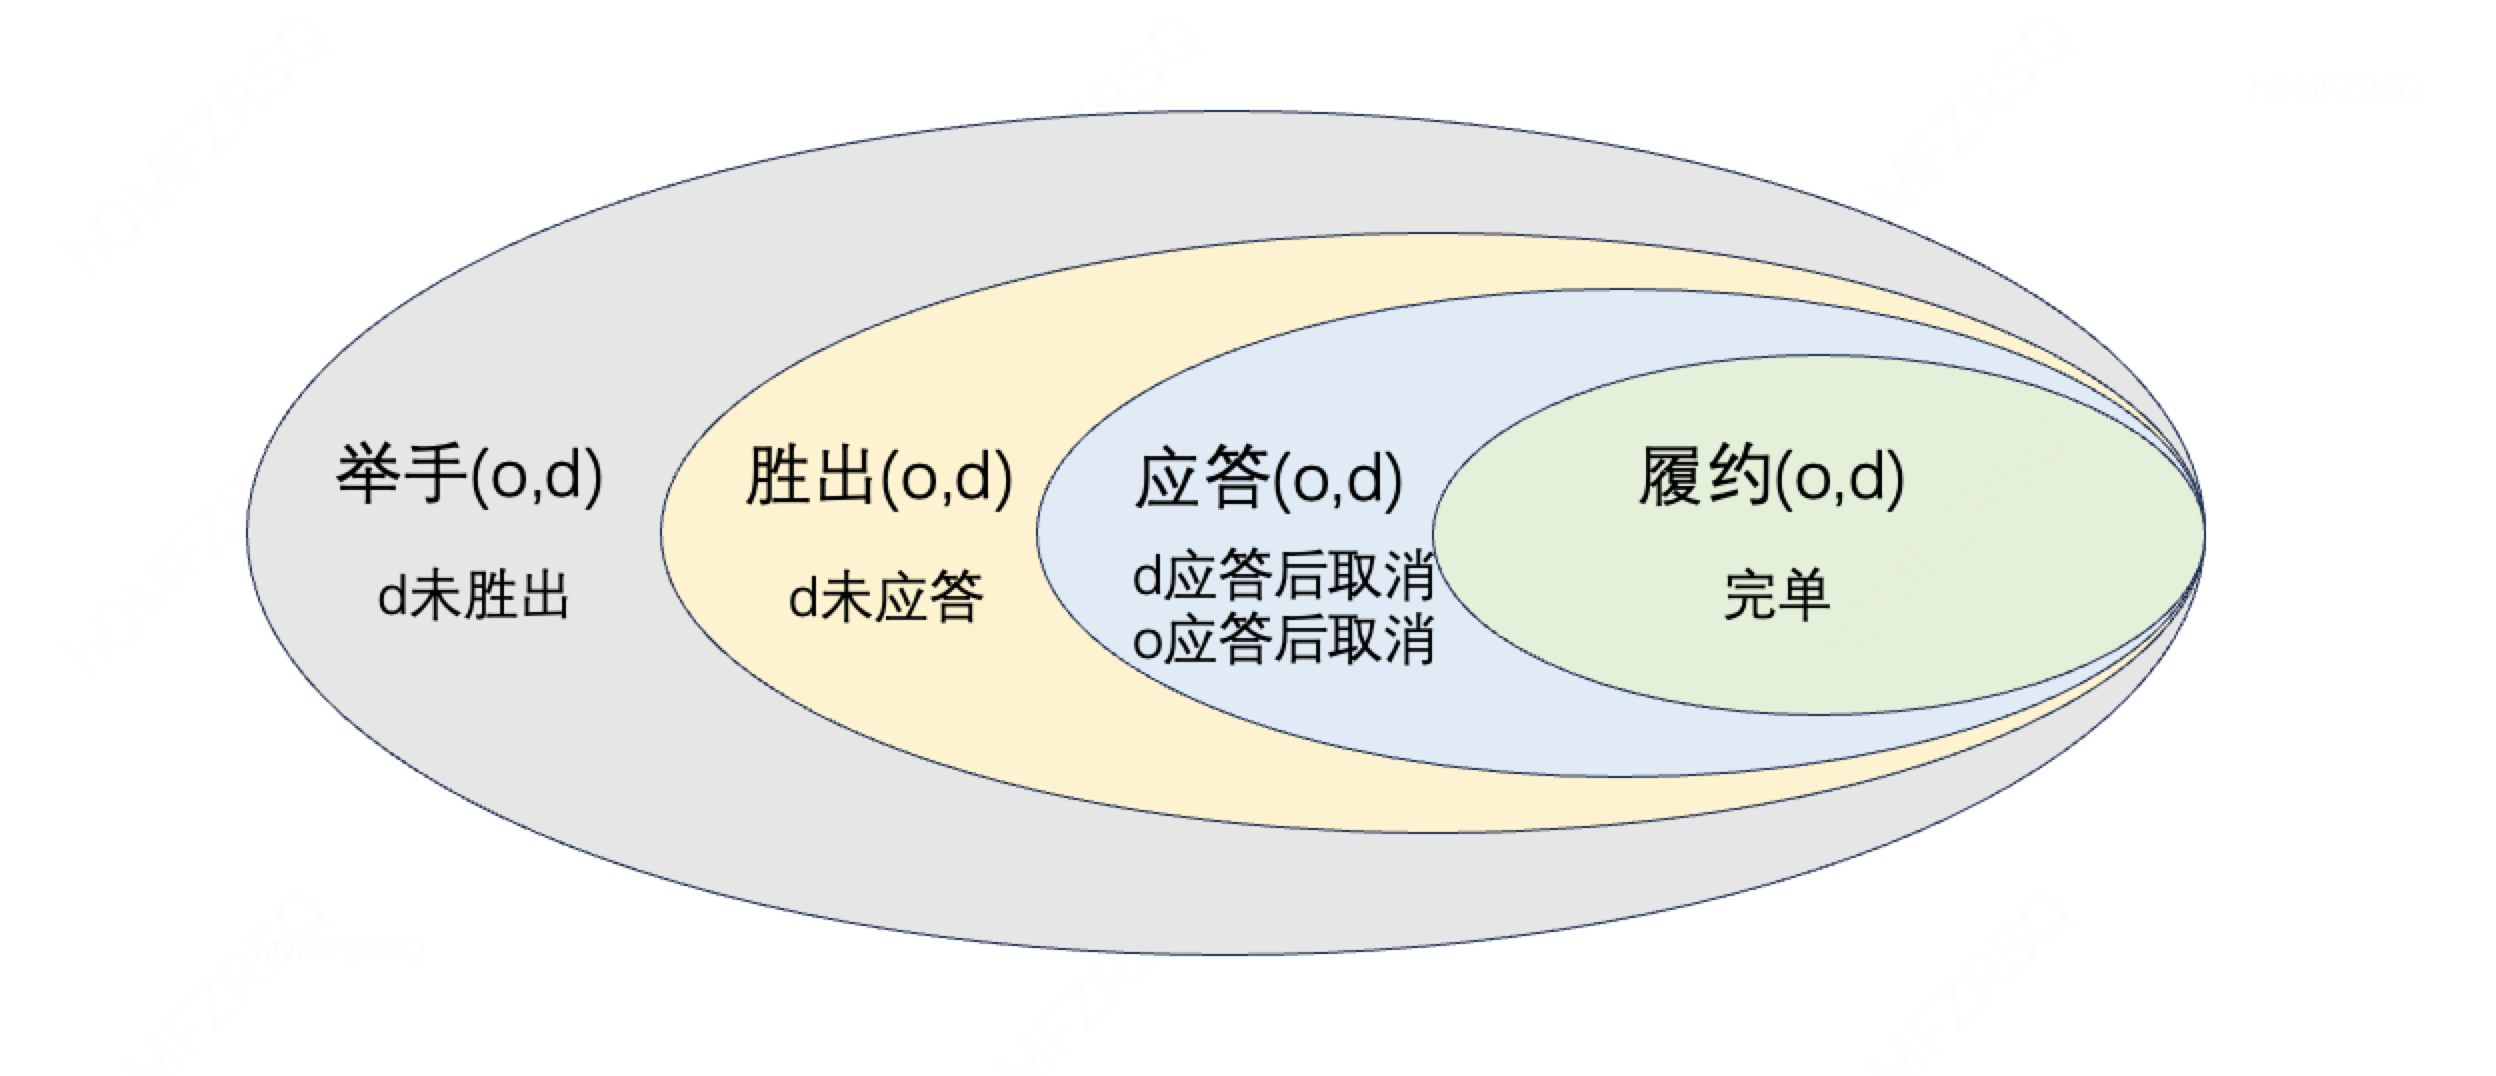 举手(o,d)
d未胜出
胜出(o,d)
d未应答
应答(o,d)
d应答后取消
o应答后取消
履约(o,d)
完单